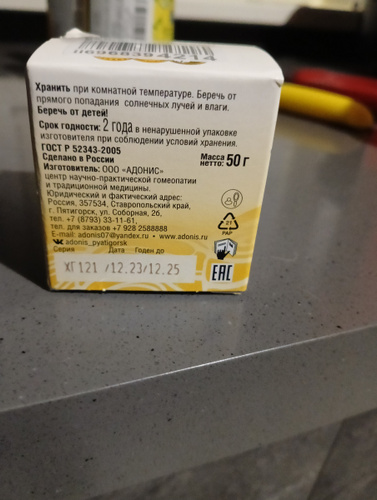 Хранить при комнатной температуре. Беречь от
прямого попадания солнечных лучей и влаги.
Беречь от детей!
Срок годности: 2 года в ненарушенной упаковке
изготовителя при соблюдении условий хранения.
ГОСТ Р 52343-2005
Сделано в России
Масса нетто: 50 г
Изготовитель: ООО «АДОНИС»
центр научно-практической гомеопатии
и традиционной медицины.
Юридический и фактический адрес:
Россия, 357534, Ставропольский край,
г. Пятигорск, ул. Соборная, 26,
тел. +7 (8793) 33-11-61,
тел. для заказов +7 928 2588888
E-mail: adonis07@yandex.ru • www.adonis.ru
adonis_pyatigorsk
Серия Дата Годен до
ХГ121 /12.23/12.25
21
PAP
EAC